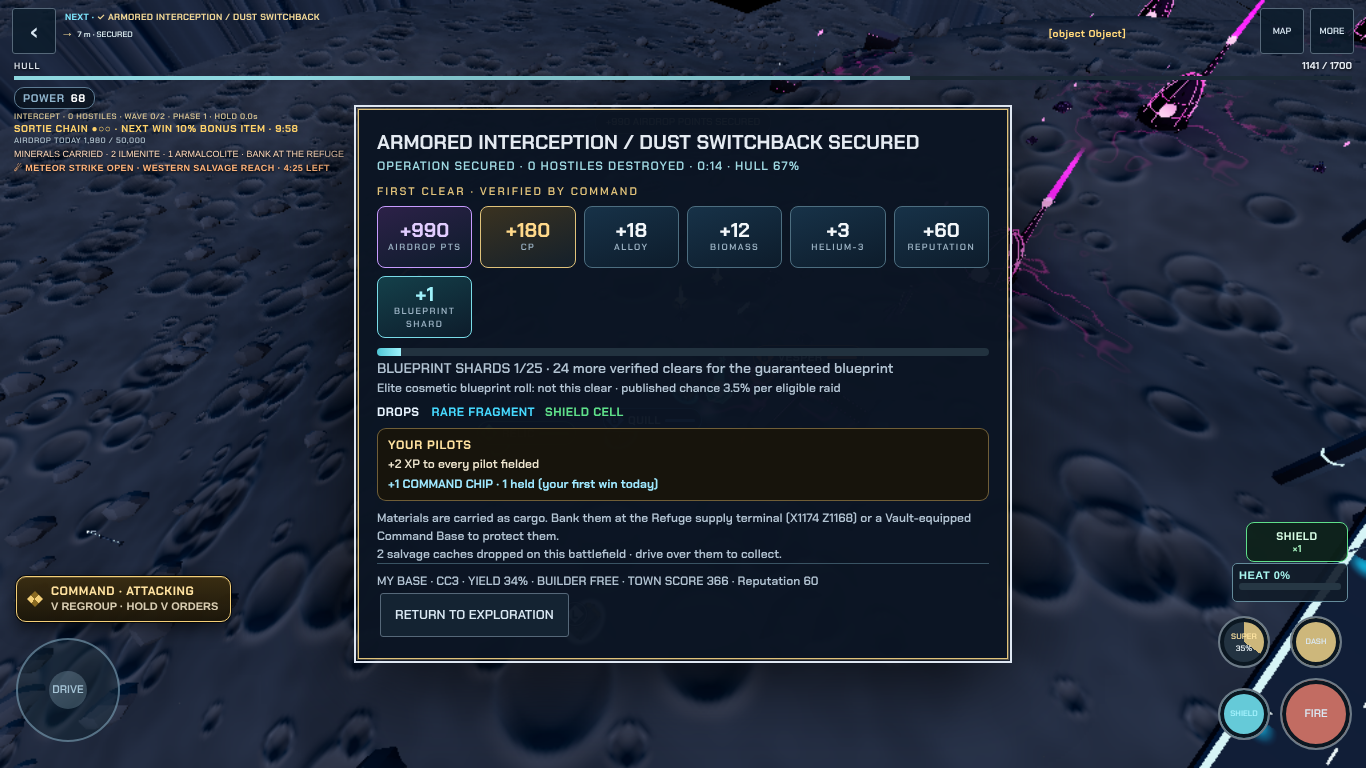 ‹
NEXT · ✓ ARMORED INTERCEPTION / DUST SWITCHBACK
→ 7 m · SECURED
[object Object]
MAP
MORE
HULL
1141 / 1700
POWER 68
INTERCEPT · 0 HOSTILES · WAVE 0/2 · PHASE 1 · HOLD 0.0s
SORTIE CHAIN ●○○ · NEXT WIN 10% BONUS ITEM · 9:58
AIRDROP TODAY 1,980 / 50,000
MINERALS CARRIED · 2 ILMENITE · 1 ARMALCOLITE · BANK AT THE REFUGE
☄ METEOR STRIKE OPEN · WESTERN SALVAGE REACH · 4:25 LEFT
ARMORED INTERCEPTION / DUST SWITCHBACK SECURED
OPERATION SECURED · 0 HOSTILES DESTROYED · 0:14 · HULL 67%
FIRST CLEAR · VERIFIED BY COMMAND
+990
AIRDROP PTS
+180
CP
+18
ALLOY
+12
BIOMASS
+3
HELIUM-3
+60
REPUTATION
+1
BLUEPRINT
SHARD
BLUEPRINT SHARDS 1/25 · 24 more verified clears for the guaranteed blueprint
Elite cosmetic blueprint roll: not this clear · published chance 3.5% per eligible raid
DROPS RARE FRAGMENT SHIELD CELL
YOUR PILOTS
+2 XP to every pilot fielded
+1 COMMAND CHIP · 1 held (your first win today)
Materials are carried as cargo. Bank them at the Refuge supply terminal (X1174 Z1168) or a Vault-equipped
Command Base to protect them.
2 salvage caches dropped on this battlefield · drive over them to collect.
MY BASE · CC3 · YIELD 34% · BUILDER FREE · TOWN SCORE 366 · Reputation 60
RETURN TO EXPLORATION
COMMAND · ATTACKING
V REGROUP · HOLD V ORDERS
DRIVE
SHIELD
×1
HEAT 0%
SUPER
35%
DASH
SHIELD
FIRE